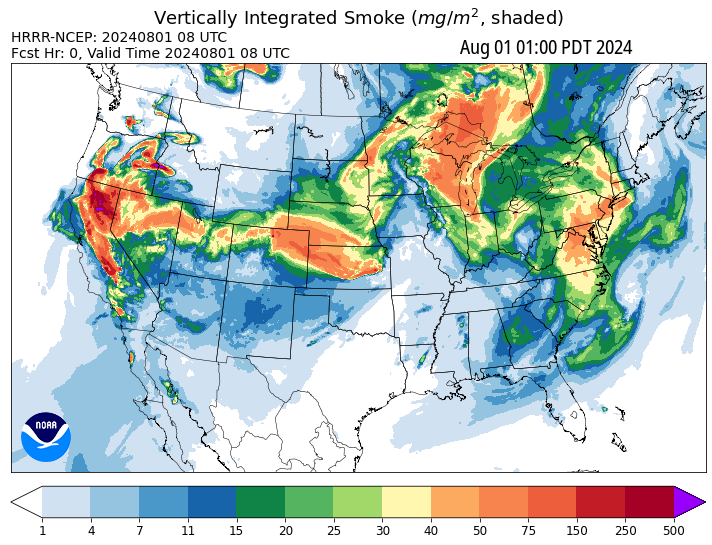 Vertically Integrated Smoke (mg/m², shaded)
HRRR-NCEP: 20240801 08 UTC
Fcst Hr: 0, Valid Time 20240801 08 UTC
Aug 01 01:00 PDT 2024
NOAA
1 4 7 11 15 20 25 30 40 50 75 150 250 500